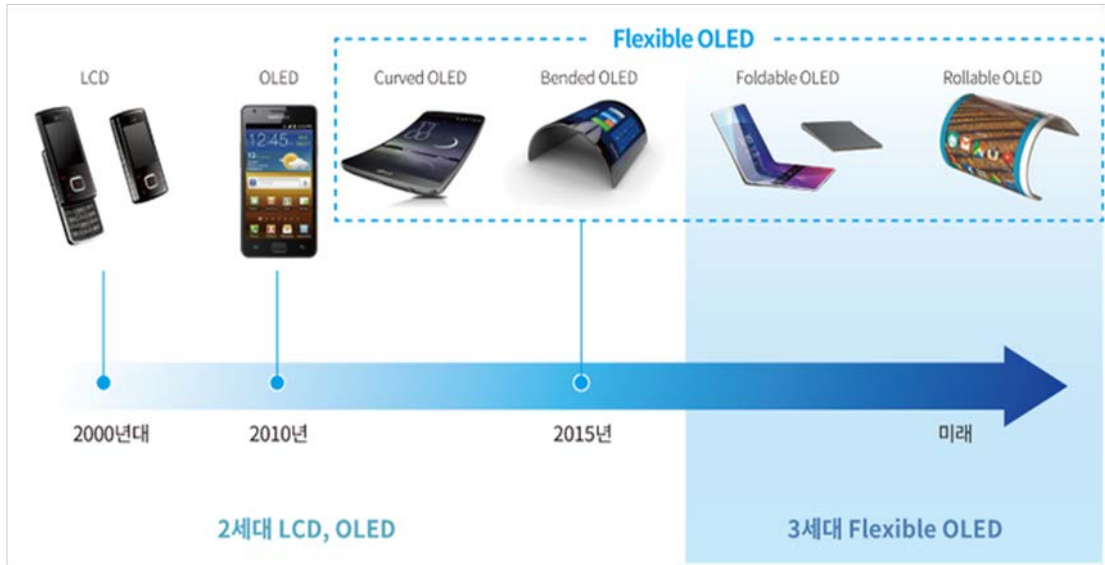 Flexible OLED
LCD
OLED
Curved OLED
Bended OLED
Foldable OLED
Rollable OLED
12:45
2000년대
2010년
2015년
미래
2세대 LCD, OLED
3세대 Flexible OLED